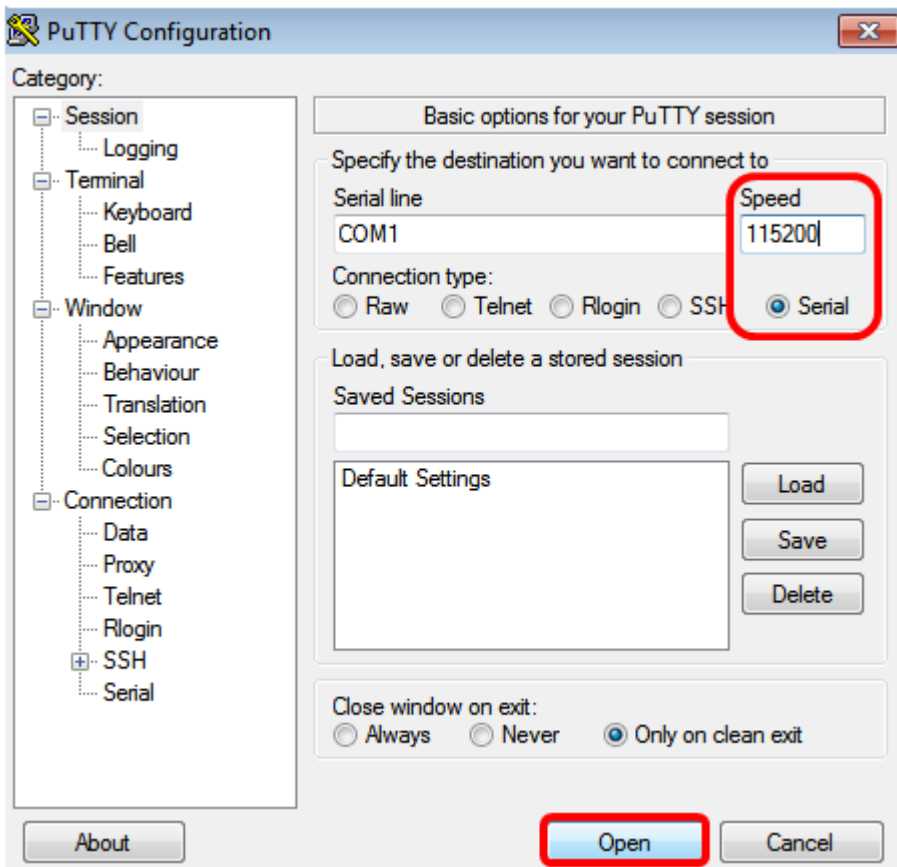 PuTTY Configuration
Category:
Session
Logging
Terminal
Keyboard
Bell
Features
Window
Appearance
Behaviour
Translation
Selection
Colours
Connection
Data
Proxy
Telnet
Rlogin
SSH
Serial
Basic options for your PuTTY session
Specify the destination you want to connect to
Serial line Speed
COM1 115200
Connection type:
Raw Telnet Rlogin SSH Serial
Load, save or delete a stored session
Saved Sessions
Default Settings
Load
Save
Delete
Close window on exit:
Always Never Only on clean exit
About Open Cancel